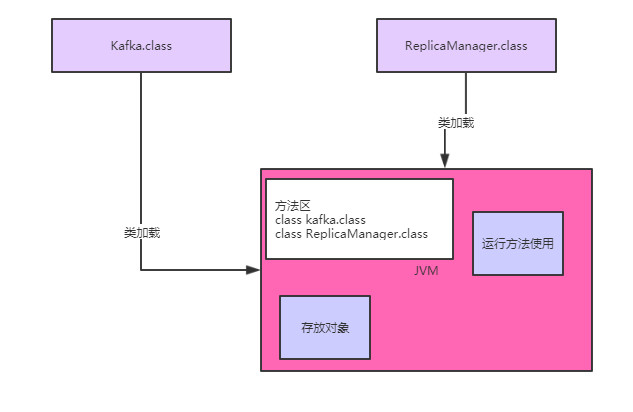 Kafka.class
ReplicaManager.class
类加载
类加载
方法区
class kafka.class
class ReplicaManager.class
运行方法使用
JVM
存放对象